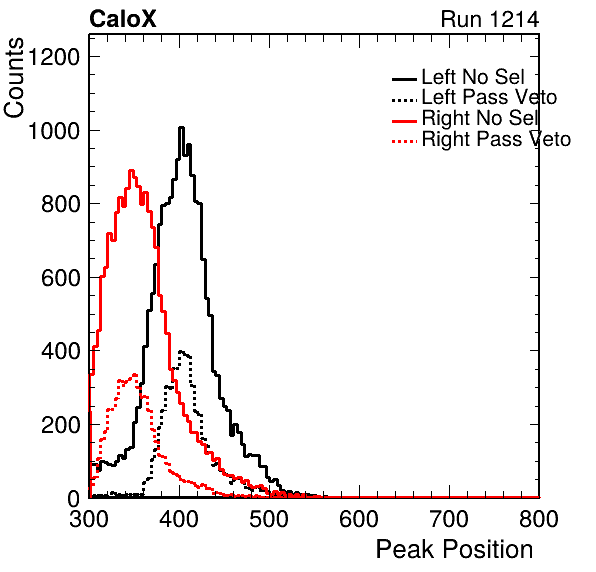 CaloX Run 1214
Counts
1200
1000
800
600
400
200
0
Left No Sel
Left Pass Veto
Right No Sel
Right Pass Veto
300 400 500 600 700 800
Peak Position